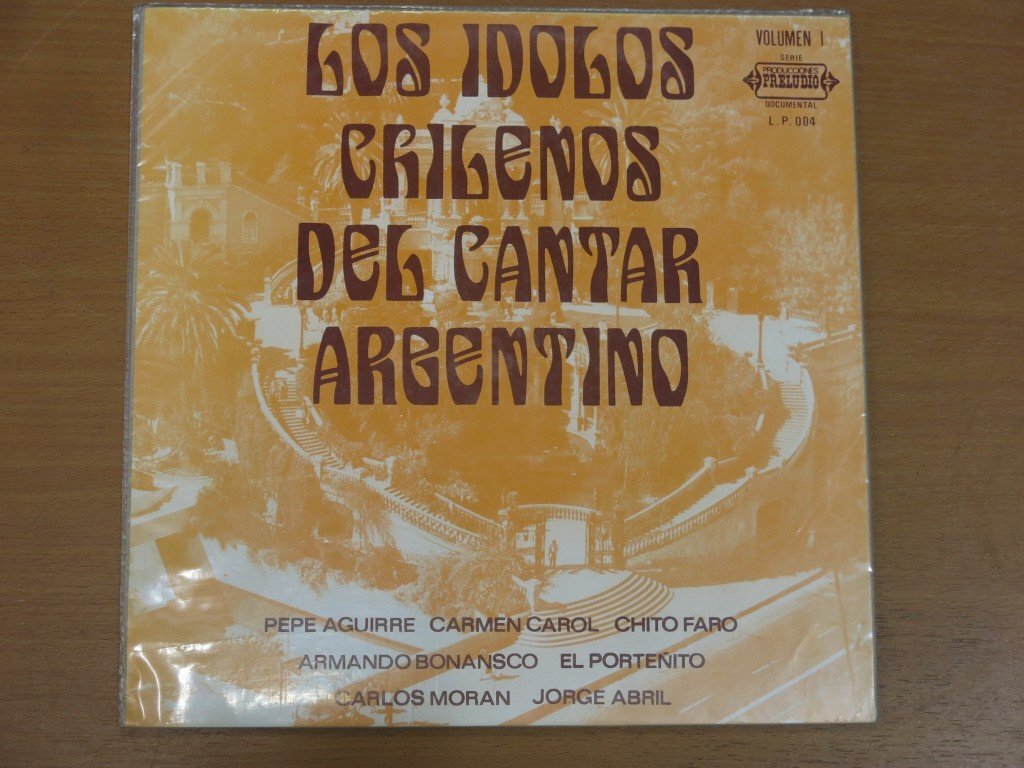 LOS IDOLOS
CHILENOS
DEL CANTAR
ARGENTINO
VOLUMEN I
SERIE
PRODUCCIONES
PRELUDIO
DOCUMENTAL
L.P. 004
PEPE AGUIRRE CARMEN CAROL CHITO FARO
ARMANDO BONANSCO EL PORTEÑITO
CARLOS MORAN JORGE ABRIL